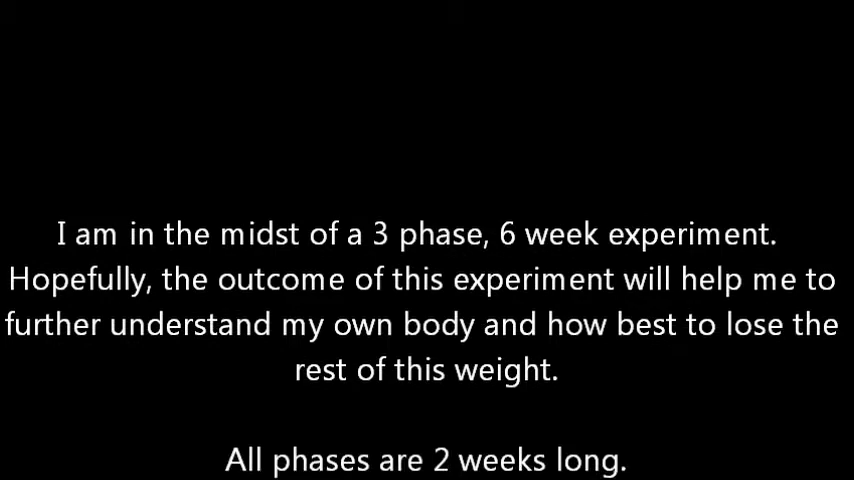 I am in the midst of a 3 phase, 6 week experiment.
Hopefully, the outcome of this experiment will help me to
further understand my own body and how best to lose the
rest of this weight.
All phases are 2 weeks long.